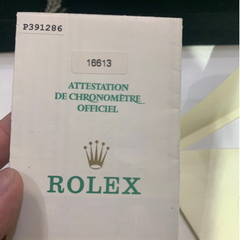 P391286
16613
ATTESTATION
DE CHRONOMÈTRE
OFFICIEL
ROLEX